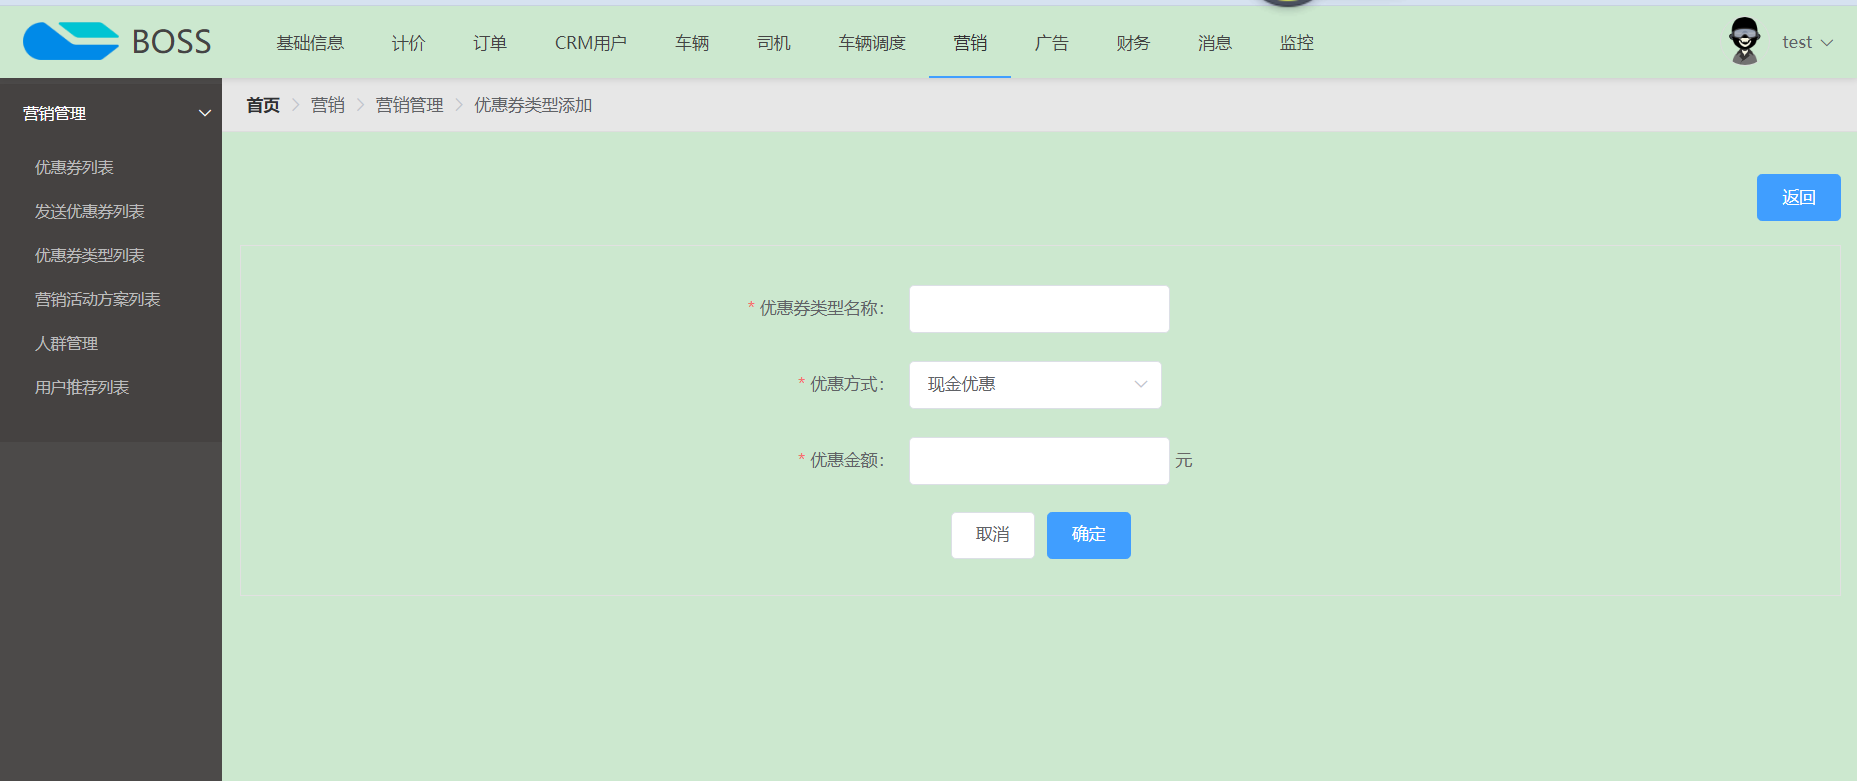 BOSS 基础信息 计价 订单 CRM用户 车辆 司机 车辆调度 营销 广告 财务 消息 监控 test
营销管理
优惠券列表
发送优惠券列表
优惠券类型列表
营销活动方案列表
人群管理
用户推荐列表
首页 营销 营销管理 优惠券类型添加
返回
* 优惠券类型名称：
* 优惠方式： 现金优惠
* 优惠金额： 元
取消 确定